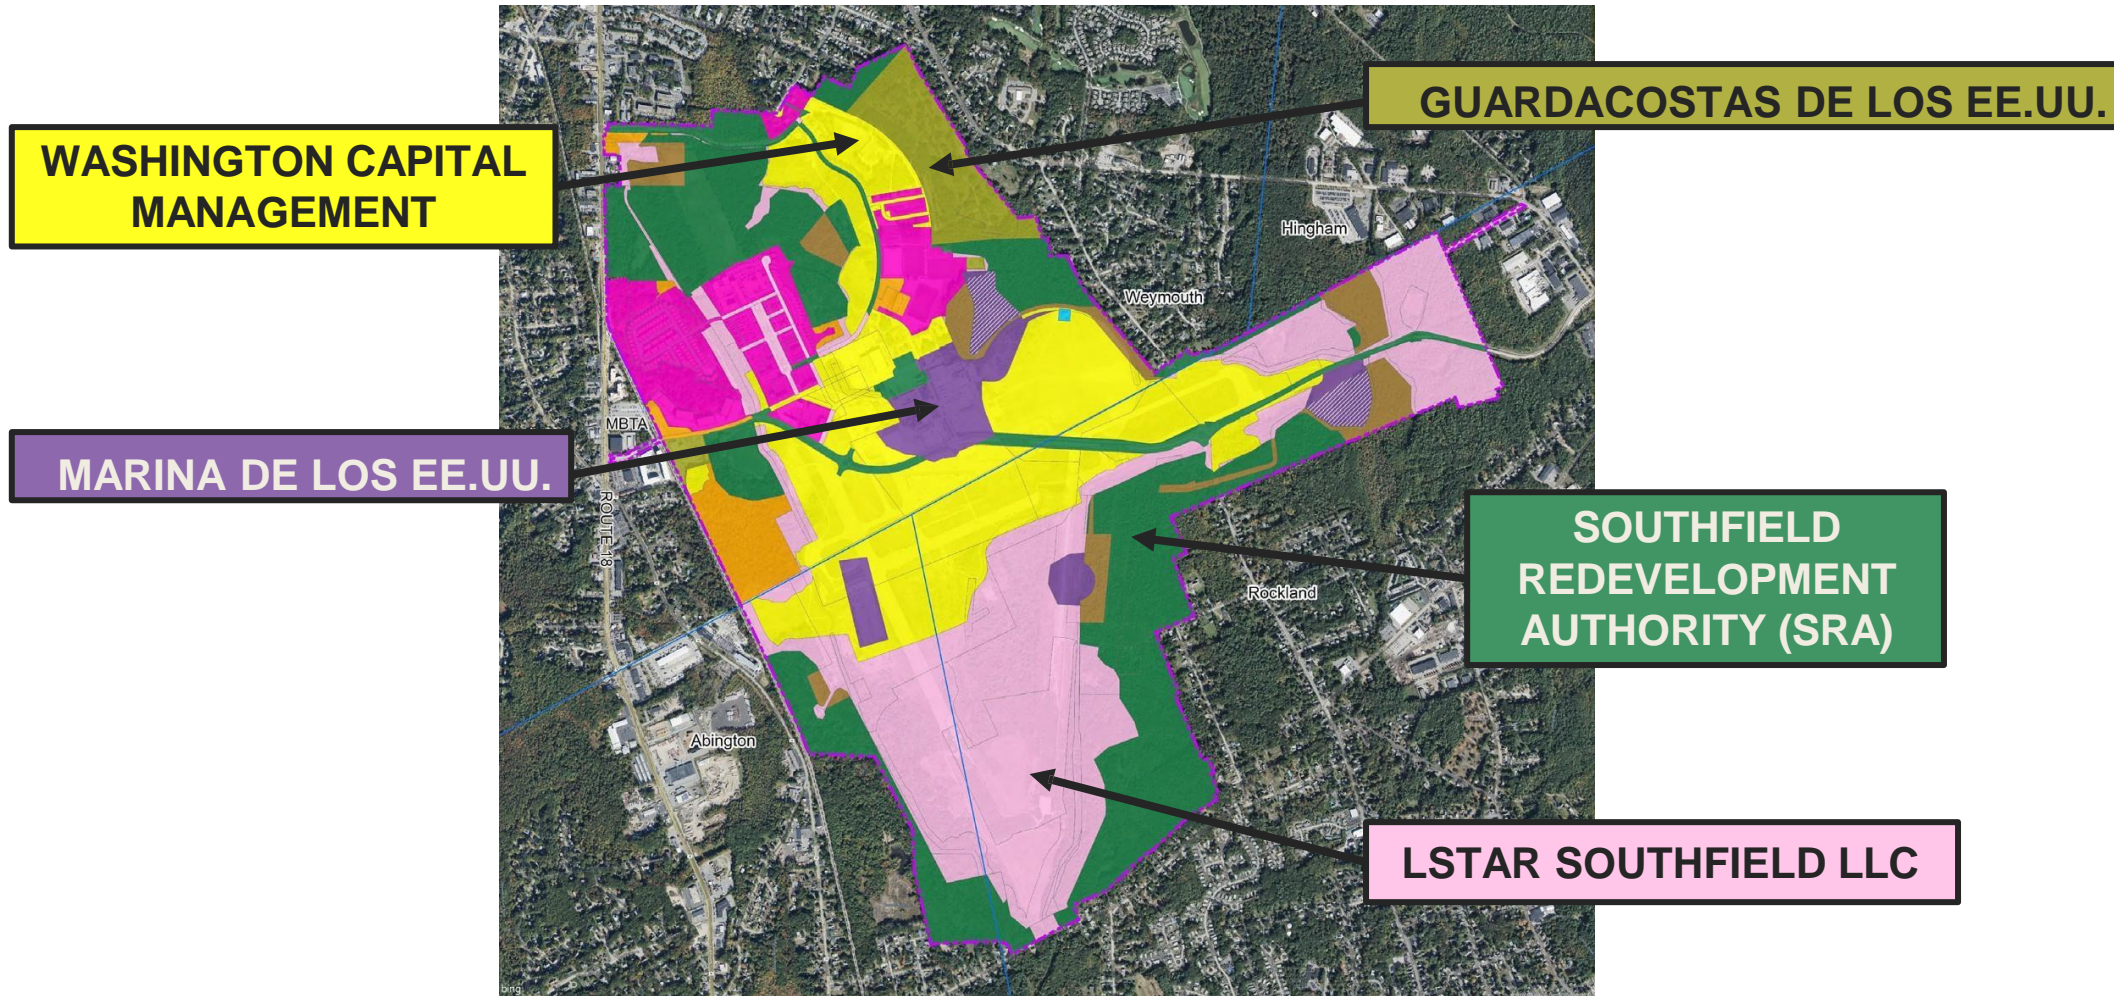 GUARDACOSTAS DE LOS EE.UU.
WASHINGTON CAPITAL
MANAGEMENT
Hingham
Weymouth
MBTA
MARINA DE LOS EE.UU.
ROUTE 18
SOUTHFIELD
REDEVELOPMENT
AUTHORITY (SRA)
Rockland
Abington
LSTAR SOUTHFIELD LLC
bing